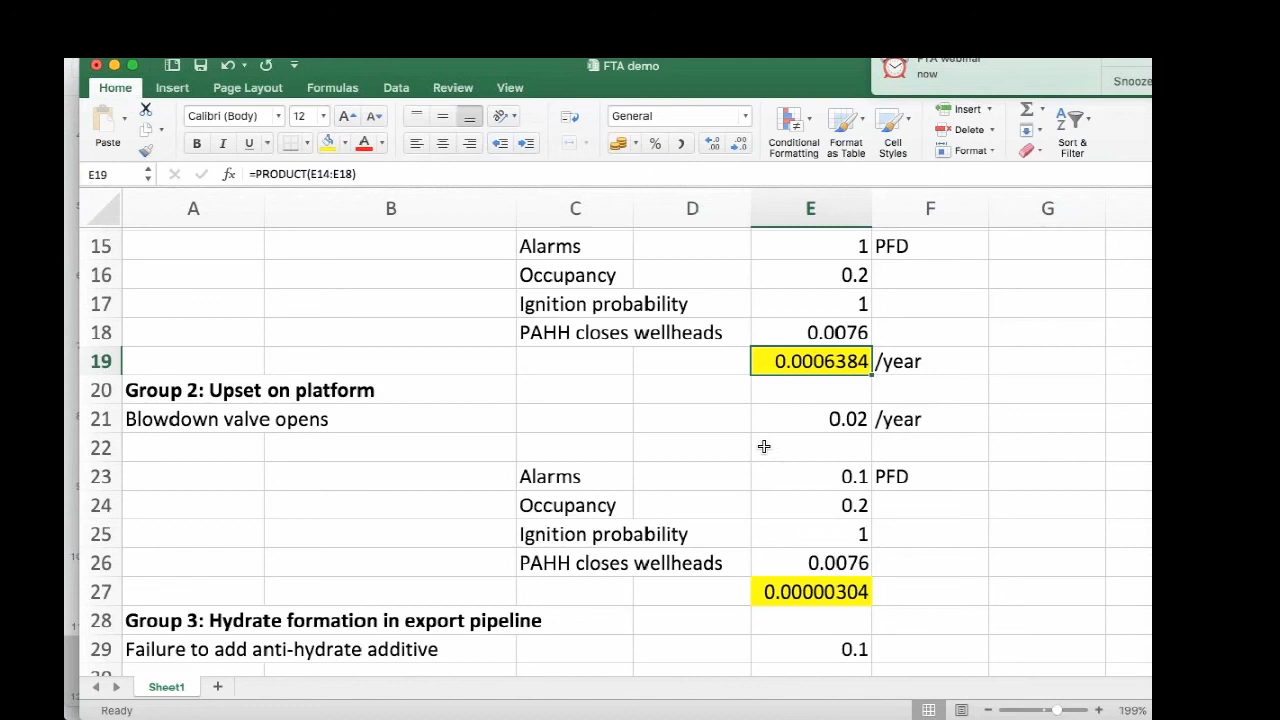 FTA demo
FTA webinar
now
Snooze
Home Insert Page Layout Formulas Data Review View
Calibri (Body) 12 A A General Insert
Paste B I U A % Conditional Formatting Format as Table Cell Styles Delete Format Sort & Filter
E19 fx =PRODUCT(E14:E18)
A B C D E F G
15 Alarms 1 PFD
16 Occupancy 0.2
17 Ignition probability 1
18 PAHH closes wellheads 0.0076
19 0.0006384 /year
20 Group 2: Upset on platform
21 Blowdown valve opens 0.02 /year
22
23 Alarms 0.1 PFD
24 Occupancy 0.2
25 Ignition probability 1
26 PAHH closes wellheads 0.0076
27 0.00000304
28 Group 3: Hydrate formation in export pipeline
29 Failure to add anti-hydrate additive 0.1
Sheet1 +
Ready 199%